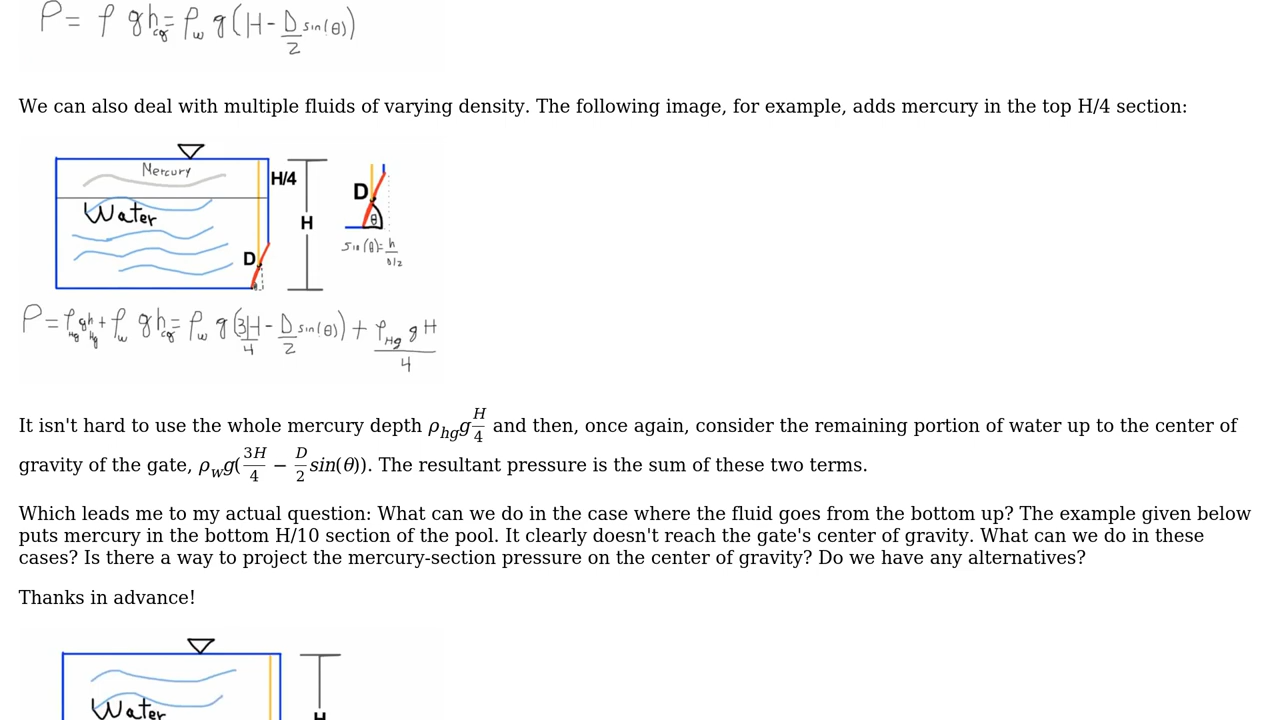 P = ρ g h_cg = ρ_w g (H - D/2 sin(θ))
We can also deal with multiple fluids of varying density. The following image, for example, adds mercury in the top H/4 section:
Mercury
H/4
Water
H
D
D
θ
sin(θ) = h / D/2
P = ρ_Hg g h_Hg + ρ_w g h_cg = ρ_w g (3H/4 - D/2 sin(θ)) + ρ_Hg g H / 4
It isn't hard to use the whole mercury depth ρ_hg g H/4 and then, once again, consider the remaining portion of water up to the center of
gravity of the gate, ρ_w g(3H/4 − D/2 sin(θ)). The resultant pressure is the sum of these two terms.
Which leads me to my actual question: What can we do in the case where the fluid goes from the bottom up? The example given below
puts mercury in the bottom H/10 section of the pool. It clearly doesn't reach the gate's center of gravity. What can we do in these
cases? Is there a way to project the mercury-section pressure on the center of gravity? Do we have any alternatives?
Thanks in advance!
Water
H